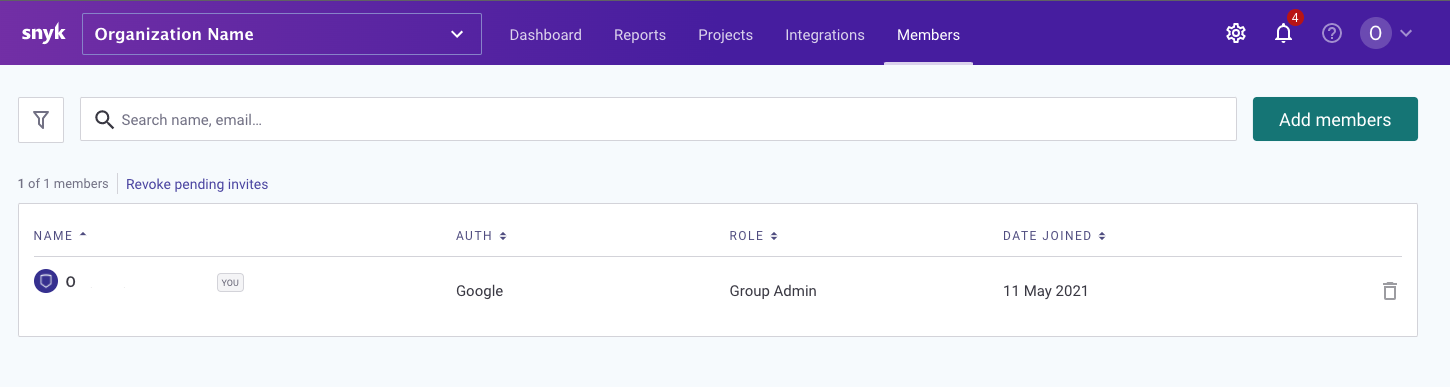 snyk Organization Name Dashboard Reports Projects Integrations Members 4 O
Search name, email... Add members
1 of 1 members Revoke pending invites
NAME AUTH ROLE DATE JOINED
O YOU Google Group Admin 11 May 2021